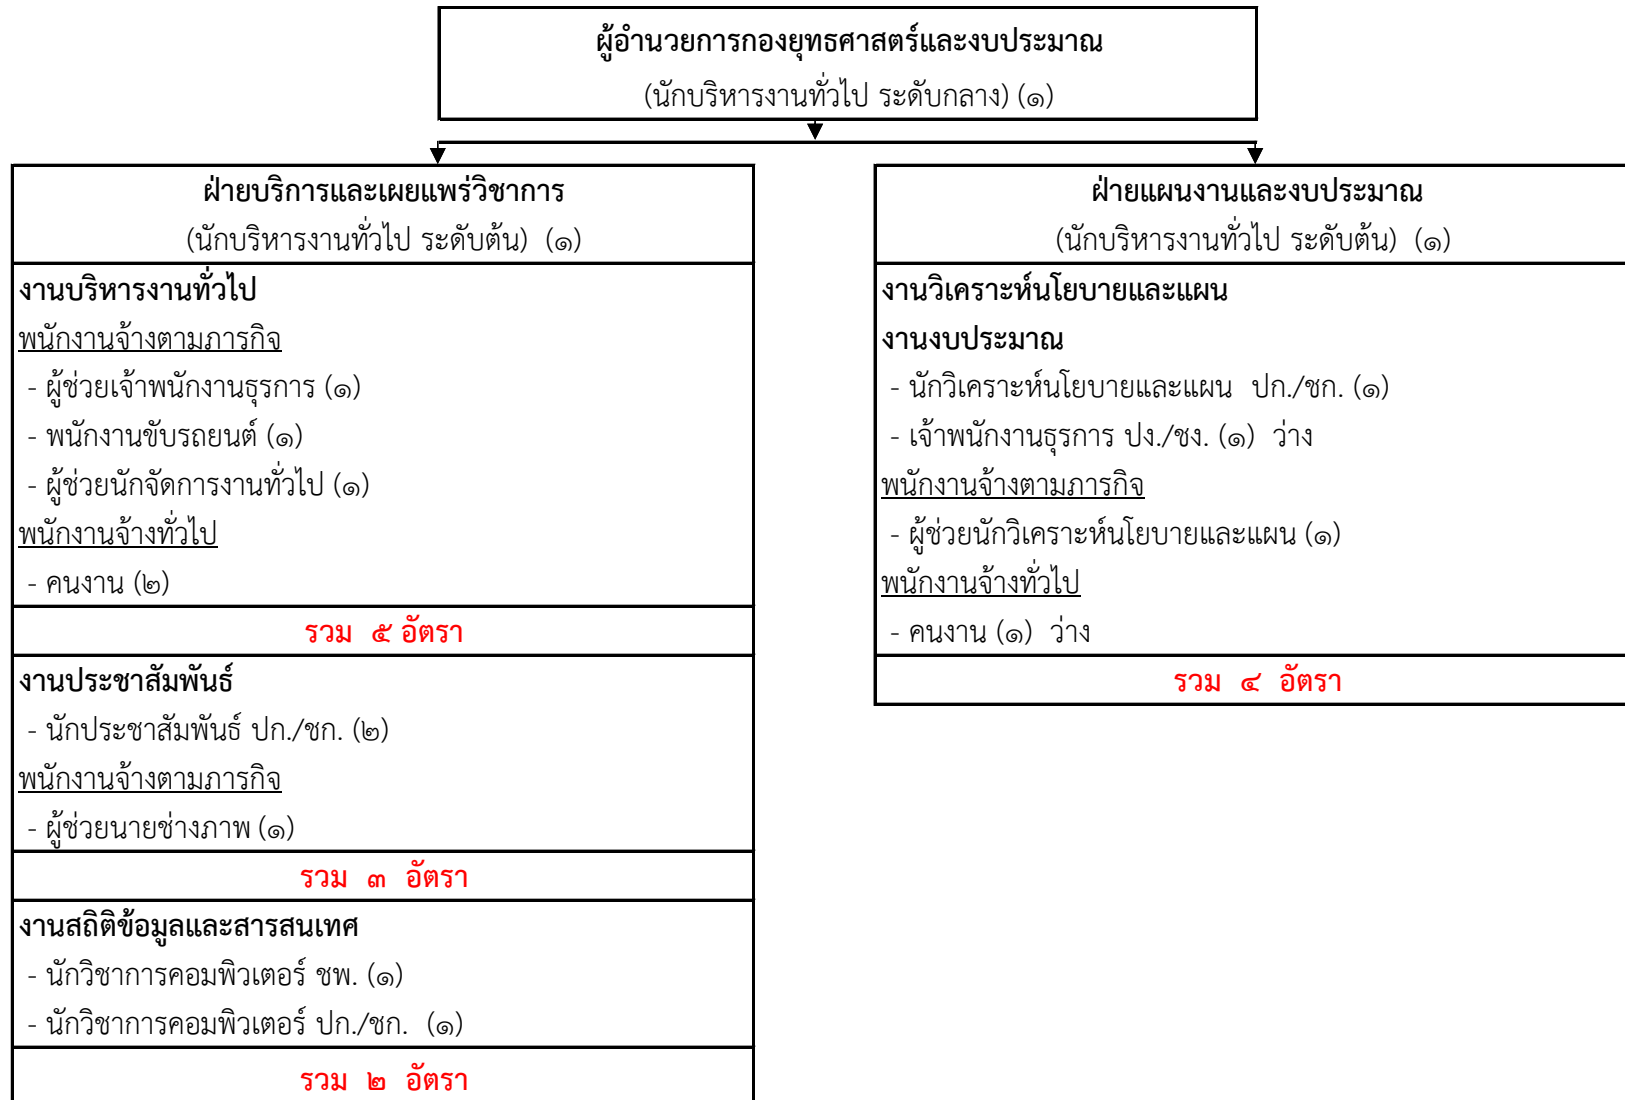 ผู้อำนวยการกองยุทธศาสตร์และงบประมาณ
(นักบริหารงานทั่วไป ระดับกลาง) (๑)
ฝ่ายบริการและเผยแพร่วิชาการ
(นักบริหารงานทั่วไป ระดับต้น) (๑)
งานบริหารงานทั่วไป
พนักงานจ้างตามภารกิจ
- ผู้ช่วยเจ้าพนักงานธุรการ (๑)
- พนักงานขับรถยนต์ (๑)
- ผู้ช่วยนักจัดการงานทั่วไป (๑)
พนักงานจ้างทั่วไป
- คนงาน (๒)
รวม ๕ อัตรา
งานประชาสัมพันธ์
- นักประชาสัมพันธ์ ปก./ชก. (๒)
พนักงานจ้างตามภารกิจ
- ผู้ช่วยนายช่างภาพ (๑)
รวม ๓ อัตรา
งานสถิติข้อมูลและสารสนเทศ
- นักวิชาการคอมพิวเตอร์ ชพ. (๑)
- นักวิชาการคอมพิวเตอร์ ปก./ชก. (๑)
รวม ๒ อัตรา
ฝ่ายแผนงานและงบประมาณ
(นักบริหารงานทั่วไป ระดับต้น) (๑)
งานวิเคราะห์นโยบายและแผน
งานงบประมาณ
- นักวิเคราะห์นโยบายและแผน ปก./ชก. (๑)
- เจ้าพนักงานธุรการ ปง./ชง. (๑) ว่าง
พนักงานจ้างตามภารกิจ
- ผู้ช่วยนักวิเคราะห์นโยบายและแผน (๑)
พนักงานจ้างทั่วไป
- คนงาน (๑) ว่าง
รวม ๔ อัตรา